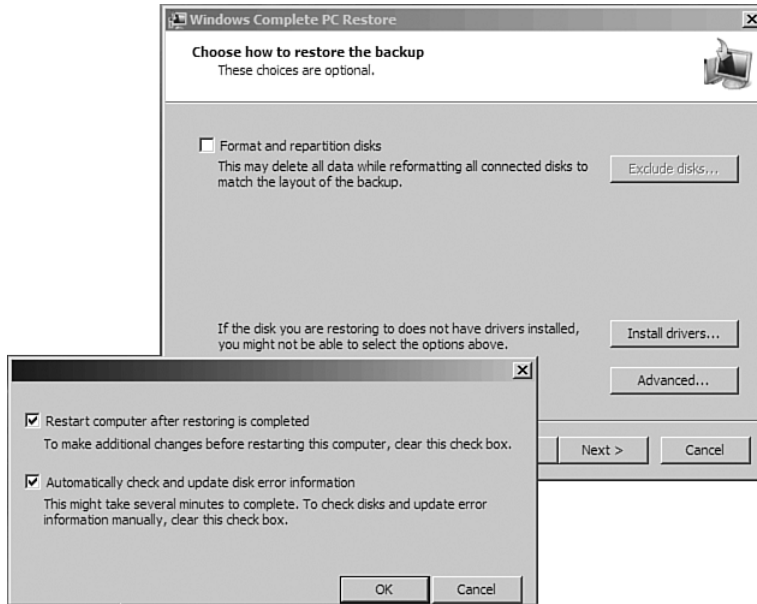 Windows Complete PC Restore
Choose how to restore the backup
These choices are optional.
Format and repartition disks
This may delete all data while reformatting all connected disks to
match the layout of the backup.
Exclude disks...
If the disk you are restoring to does not have drivers installed,
you might not be able to select the options above.
Install drivers...
Advanced...
Next >
Cancel
Restart computer after restoring is completed
To make additional changes before restarting this computer, clear this check box.
Automatically check and update disk error information
This might take several minutes to complete. To check disks and update error
information manually, clear this check box.
OK
Cancel